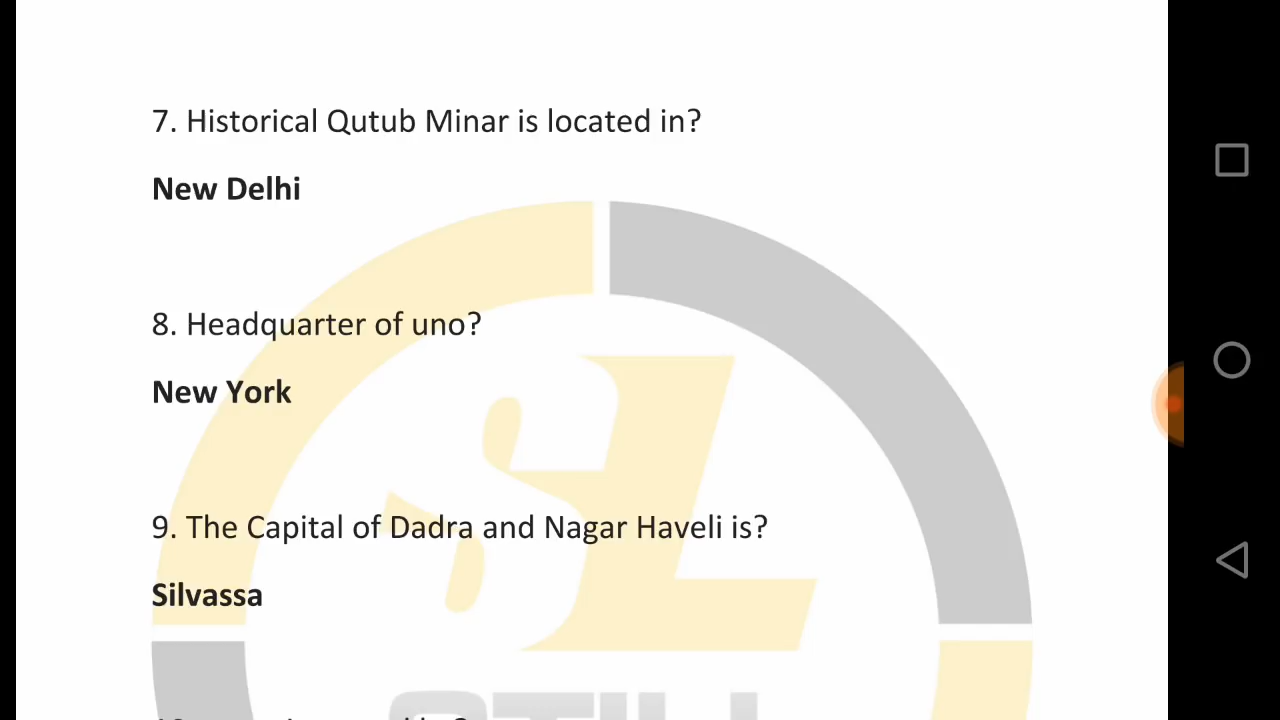 7. Historical Qutub Minar is located in?
New Delhi
8. Headquarter of uno?
New York
9. The Capital of Dadra and Nagar Haveli is?
Silvassa
SL